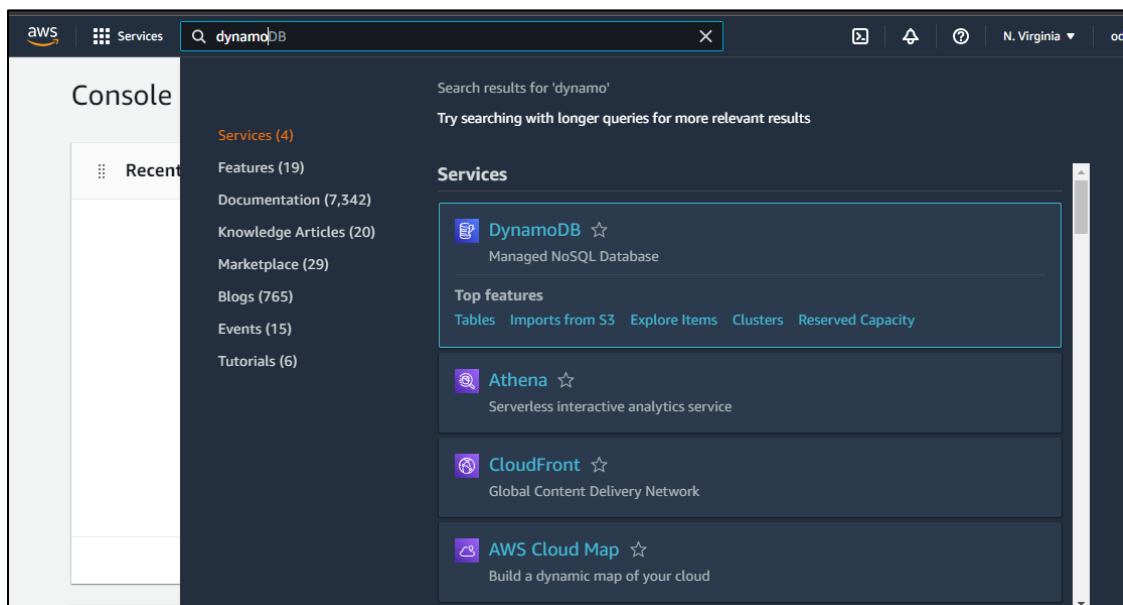 aws Services dynamoDB N. Virginia
Console
Recent
Search results for 'dynamo'
Try searching with longer queries for more relevant results
Services (4)
Features (19)
Documentation (7,342)
Knowledge Articles (20)
Marketplace (29)
Blogs (765)
Events (15)
Tutorials (6)
Services
DynamoDB
Managed NoSQL Database
Top features
Tables Imports from S3 Explore Items Clusters Reserved Capacity
Athena
Serverless interactive analytics service
CloudFront
Global Content Delivery Network
AWS Cloud Map
Build a dynamic map of your cloud